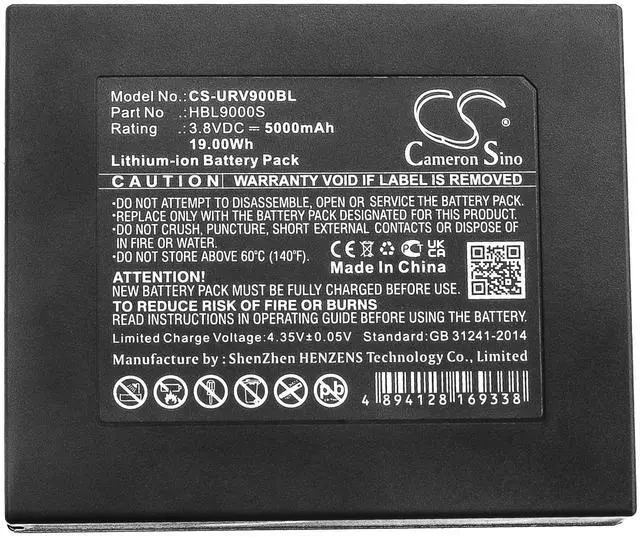 Model No.:CS-URV900BL
Part No .:HBL9000S
Rating .:3.8VDC = 5000mAh
19.00Wh
Lithium-ion Battery Pack
CS
Cameron Sino
CAUTION WARRANTY VOID IF LABEL IS REMOVED
•DO NOT ATTEMPT TO DISASSEMBLE, OPEN OR SERVICE THE BATTERY PACK.
•REPLACE ONLY WITH THE BATTERY PACK DESIGNATED FOR THIS PRODUCT.
•DO NOT CRUSH, PUNCTURE, SHORT EXTERNAL CONTACTS OR DISPOSE OF
IN FIRE OR WATER.
•DO NOT STORE ABOVE 60°C (140°F).
CE UK CA
Made In China
ATTENTION!
NEW BATTERY PACK MUST BE FULLY CHARGED BEFORE USE
TO REDUCE RISK OF FIRE OR BURNS
READ INSTRUCTIONS IN OPERATING GUIDE BEFORE BATTERY USE.
Limited Charge Voltage:4.35V±0.05V Standard:GB 31241-2014
Manufacture by : ShenZhen HENZENS Technology Co., Limited
Pb
4 894128 169338